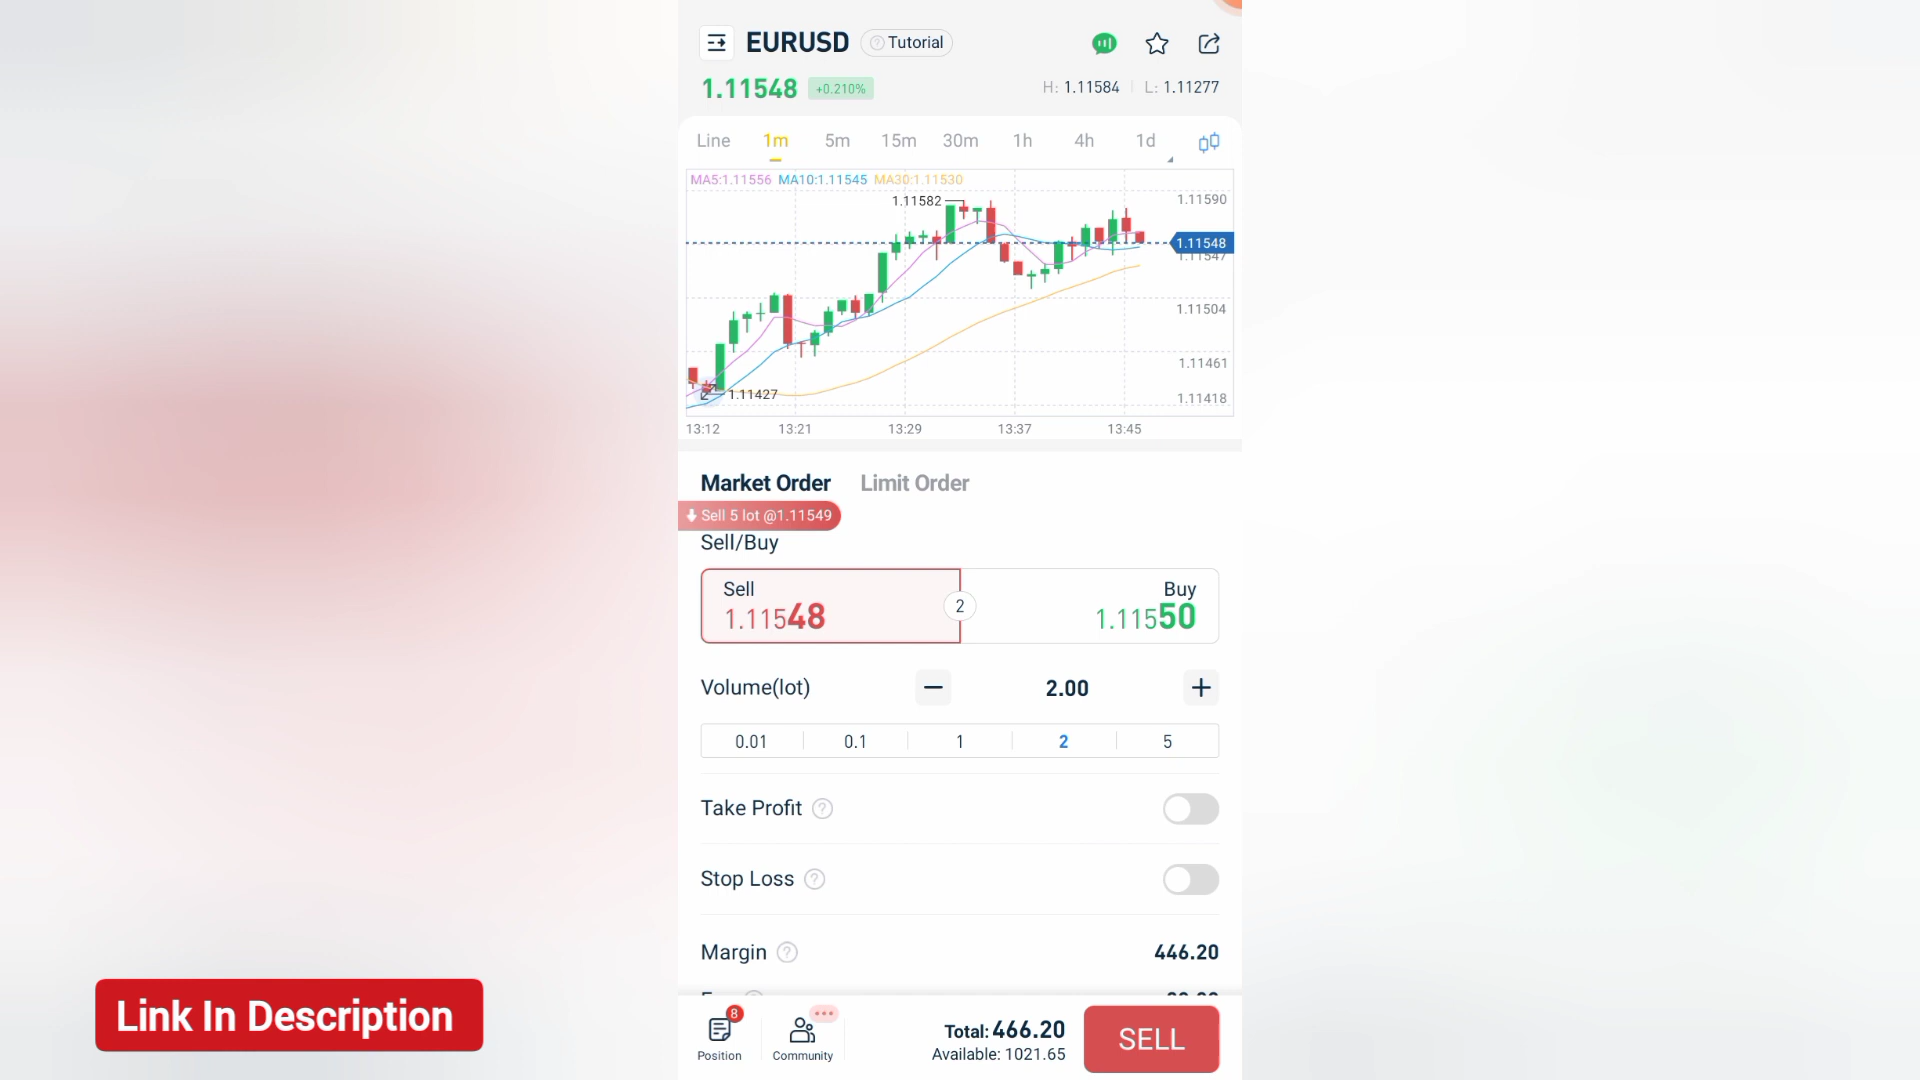 EURUSD Tutorial
1.11548 +0.210% H: 1.11584 L: 1.11277
Line 1m 5m 15m 30m 1h 4h 1d
MA5:1.11556 MA10:1.11545 MA30:1.11530
1.11590
1.11582
1.11548
1.11547
1.11504
1.11461
1.11427
1.11418
13:12 13:21 13:29 13:37 13:45
Market Order Limit Order
Sell 5 lot @1.11549
Sell/Buy
Sell Buy
1.11548 2 1.11550
Volume(lot) − 2.00 +
0.01 0.1 1 2 5
Take Profit ?
Stop Loss ?
Margin ? 446.20
8
Total: 466.20
Position Community Available: 1021.65
SELL
Link In Description